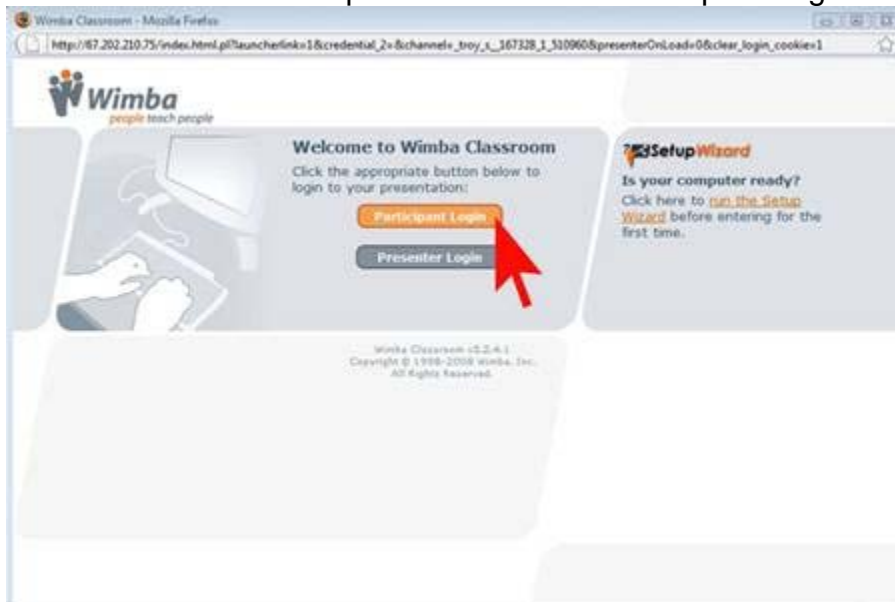 Wimba Classroom - Mozilla Firefox
http://67.202.210.75/index.html.pl?launcherlink=1&credential_2=&channel=_troy_s__167328_1_510960&presenterOnLoad=0&clear_login_cookie=1
Wimba
people teach people
Welcome to Wimba Classroom
Click the appropriate button below to
login to your presentation:
Participant Login
Presenter Login
SetupWizard
Is your computer ready?
Click here to run the Setup
Wizard before entering for the
first time.
Wimba Classroom v5.2.4.1
Copyright © 1998-2008 Wimba, Inc.
All Rights Reserved.